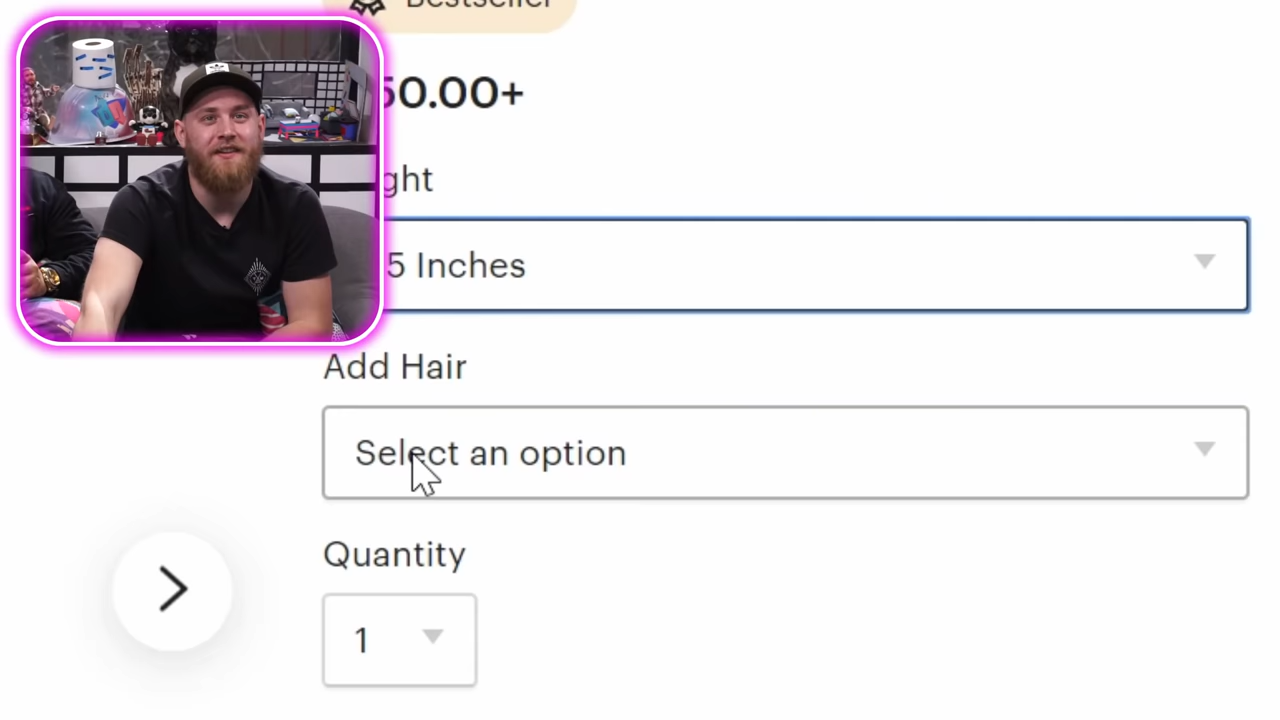 Bestseller
50.00+
ght
5 Inches
Add Hair
Select an option
Quantity
1